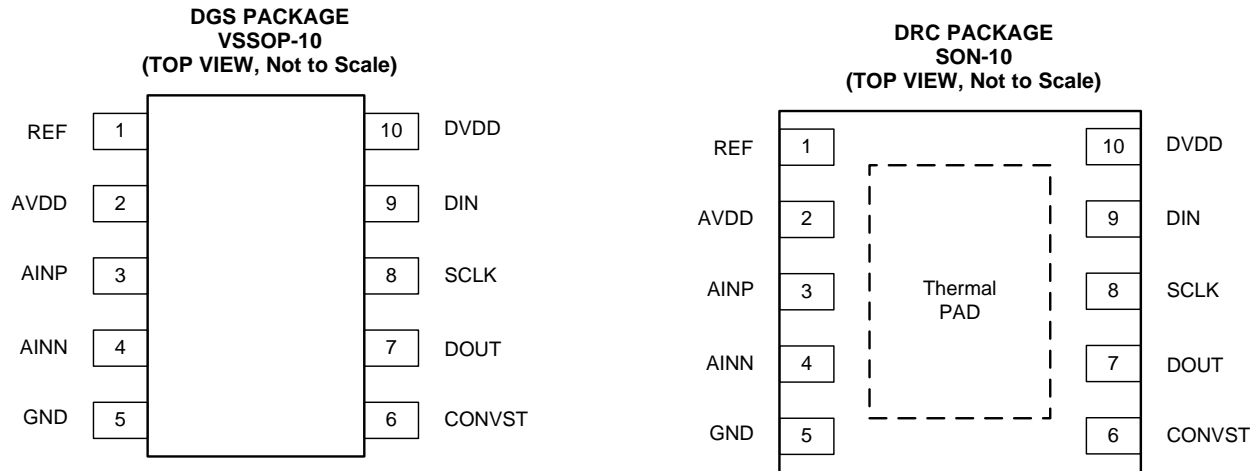 DGS PACKAGE
VSSOP-10
(TOP VIEW, Not to Scale)
REF 1 10 DVDD
AVDD 2 9 DIN
AINP 3 8 SCLK
AINN 4 7 DOUT
GND 5 6 CONVST
DRC PACKAGE
SON-10
(TOP VIEW, Not to Scale)
REF 1 10 DVDD
AVDD 2 9 DIN
AINP 3 Thermal 8 SCLK
PAD
AINN 4 7 DOUT
GND 5 6 CONVST